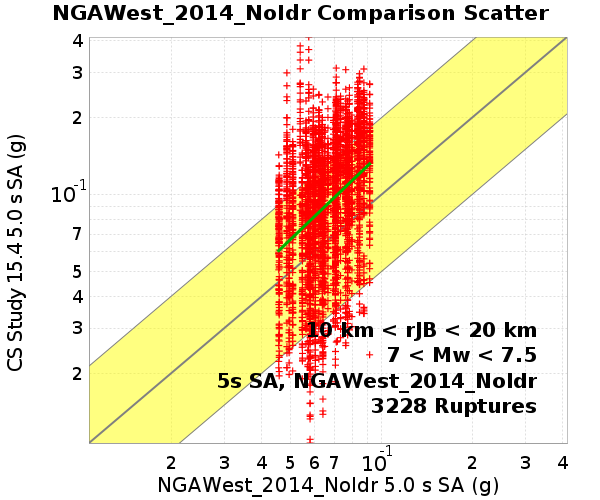 NGAWest_2014_NoIdr Comparison Scatter
CS Study 15.4 5.0 s SA (g)
4
3
2
10⁻¹
7
5
4
3
2
10 km < rJB < 20 km
7 < Mw < 7.5
5s SA, NGAWest_2014_NoIdr
3228 Ruptures
2 3 4 5 6 7 10⁻¹ 2 3 4
NGAWest_2014_NoIdr 5.0 s SA (g)